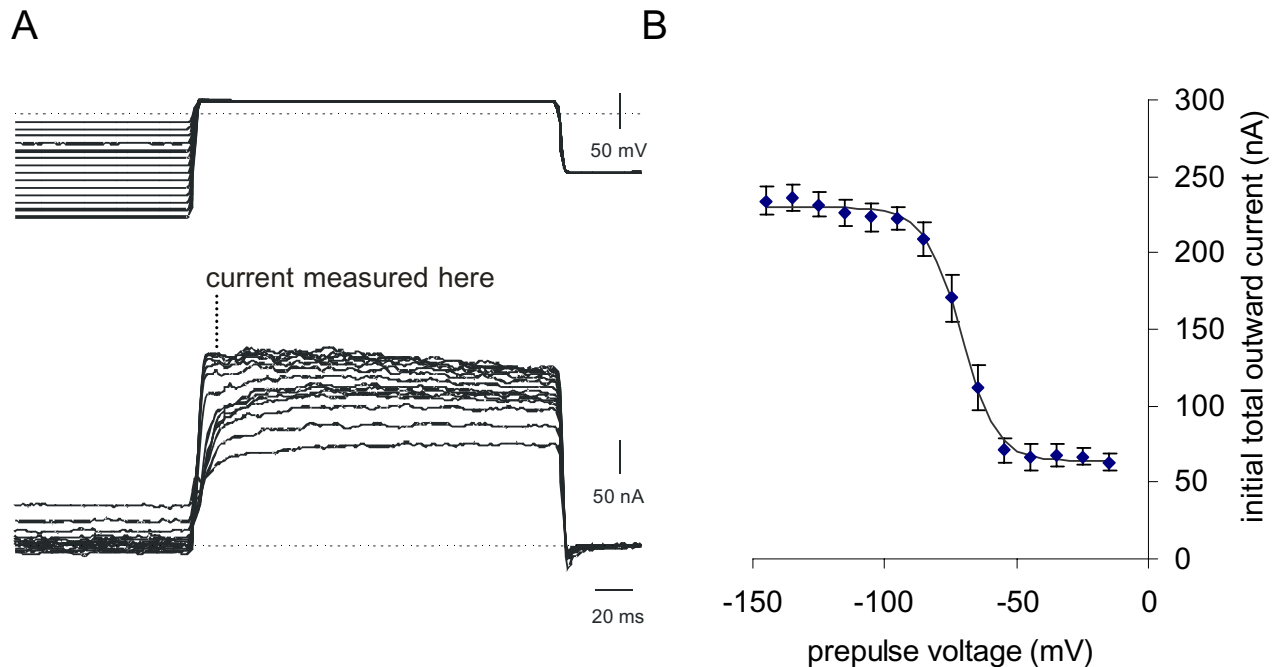 A
50 mV
current measured here
50 nA
20 ms
B
300
250
200
150
100
50
0
initial total outward current (nA)
-150
-100
-50
0
prepulse voltage (mV)